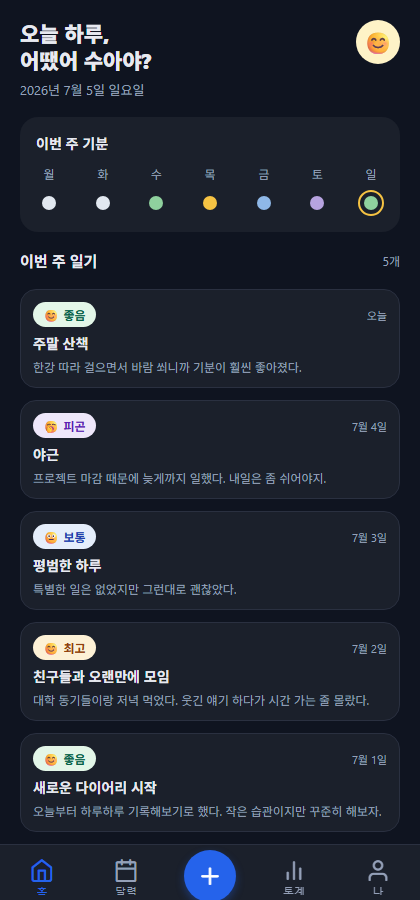 오늘 하루,
어땠어 수아야?
2026년 7월 5일 일요일
이번 주 기분
월 화 수 목 금 토 일
이번 주 일기 5개
좋음 오늘
주말 산책
한강 따라 걸으면서 바람 쐬니까 기분이 훨씬 좋아졌다.
피곤 7월 4일
야근
프로젝트 마감 때문에 늦게까지 일했다. 내일은 좀 쉬어야지.
보통 7월 3일
평범한 하루
특별한 일은 없었지만 그런대로 괜찮았다.
최고 7월 2일
친구들과 오랜만에 모임
대학 동기들이랑 저녁 먹었다. 웃긴 얘기 하다가 시간 가는 줄 몰랐다.
좋음 7월 1일
새로운 다이어리 시작
오늘부터 하루하루 기록해보기로 했다. 작은 습관이지만 꾸준히 해보자.
홈 달력 통계 나